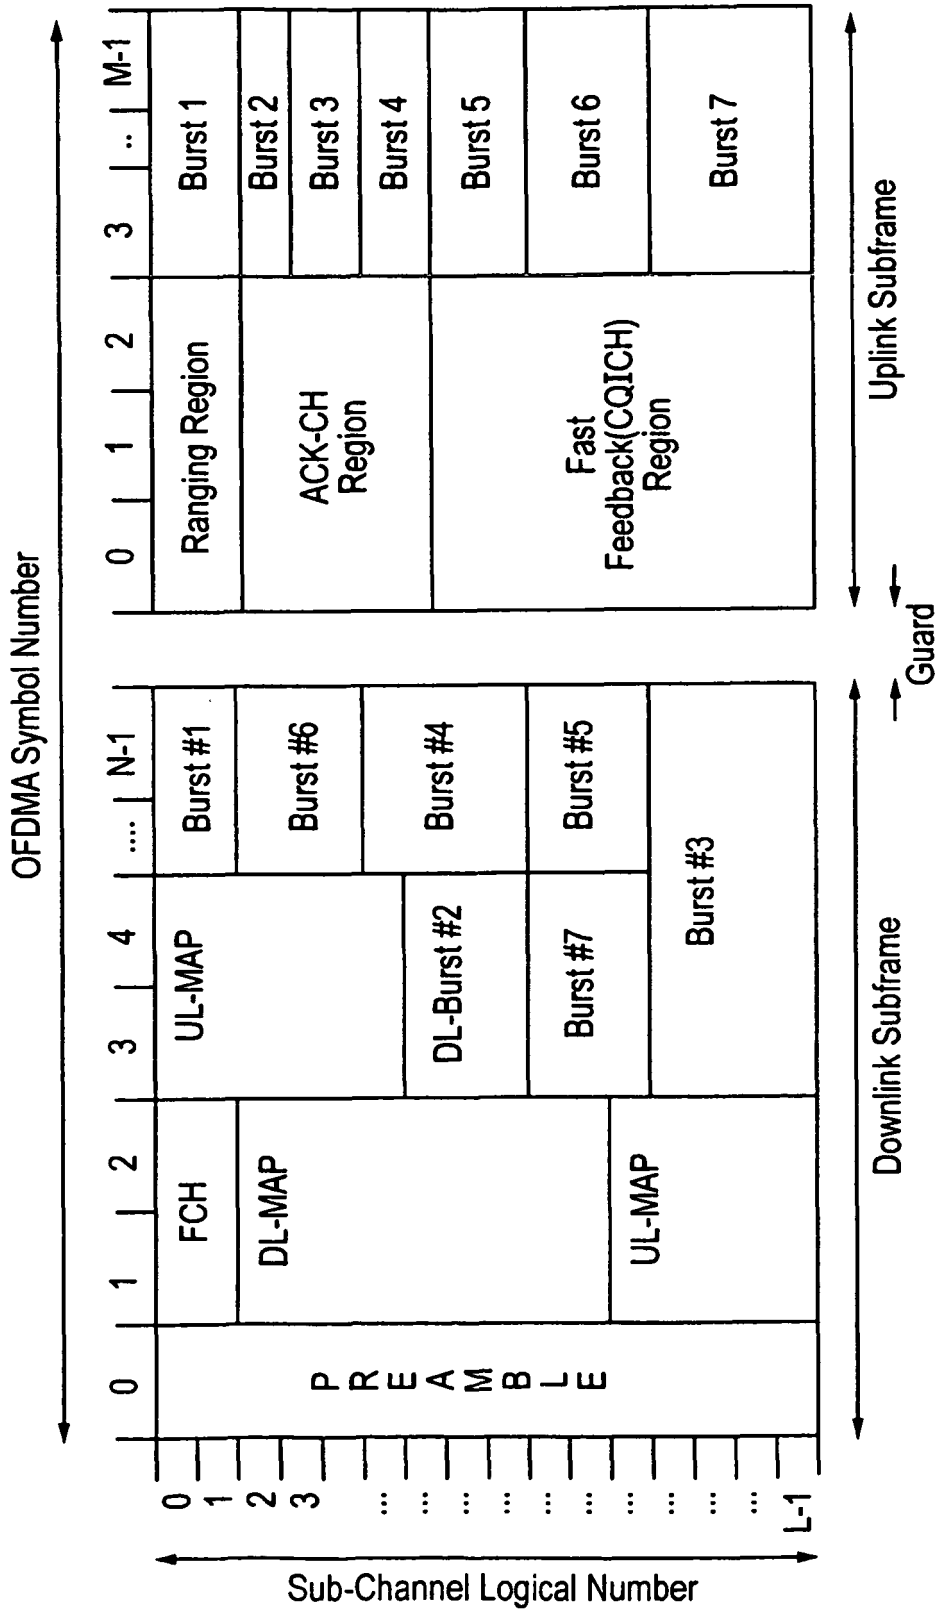 OFDMA Symbol Number
0
1
2
3
4
....
N-1
0
1
2
3
..
M-1
Sub-Channel Logical Number
0
1
2
3
...
...
...
...
...
...
...
...
...
...
L-1
PREAMBLE
FCH
DL-MAP
UL-MAP
UL-MAP
DL-Burst #2
Burst #7
Burst #1
Burst #6
Burst #4
Burst #5
Burst #3
Ranging Region
ACK-CH
Region
Fast
Feedback(CQICH)
Region
Burst 1
Burst 2
Burst 3
Burst 4
Burst 5
Burst 6
Burst 7
Downlink Subframe
Guard
Uplink Subframe